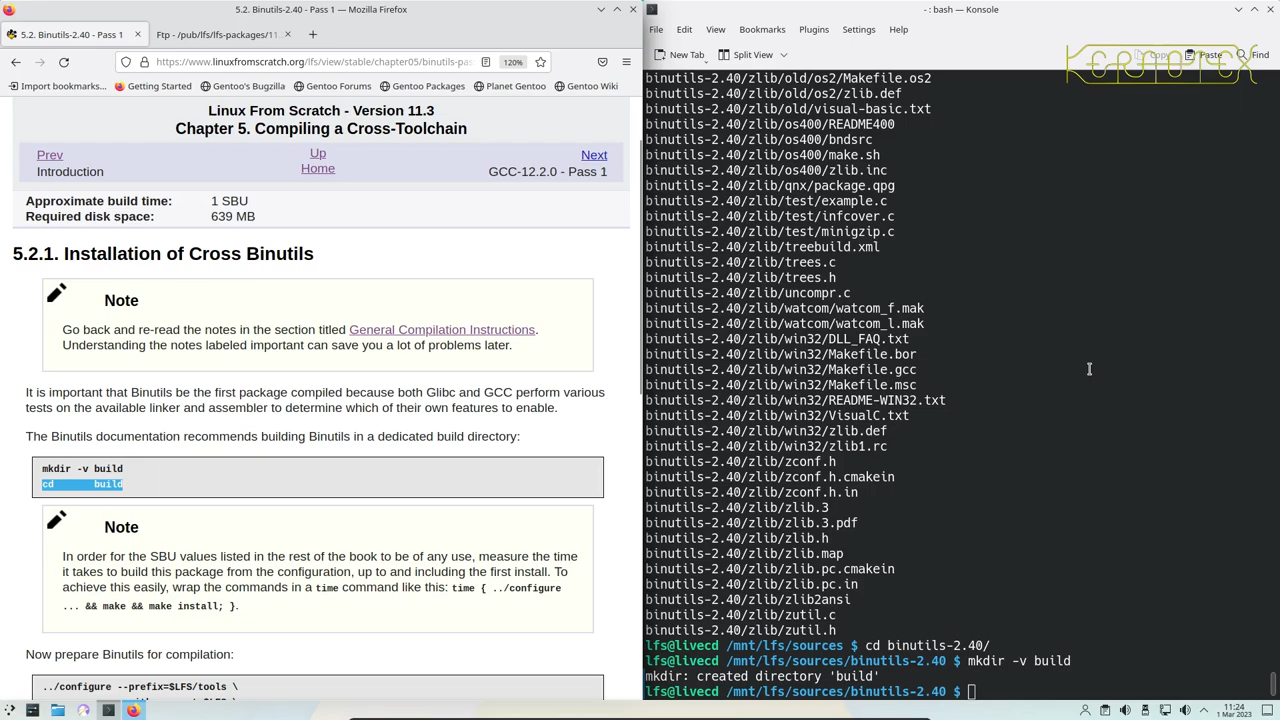 5.2. Binutils-2.40 - Pass 1 — Mozilla Firefox
5.2. Binutils-2.40 - Pass 1
Ftp - /pub/lfs/lfs-packages/11.
https://www.linuxfromscratch.org/lfs/view/stable/chapter05/binutils-pas
120%
Import bookmarks...
Getting Started
Gentoo's Bugzilla
Gentoo Forums
Gentoo Packages
Planet Gentoo
Gentoo Wiki
Linux From Scratch - Version 11.3
Chapter 5. Compiling a Cross-Toolchain
Prev
Up
Next
Introduction
Home
GCC-12.2.0 - Pass 1
Approximate build time: 1 SBU
Required disk space: 639 MB
5.2.1. Installation of Cross Binutils
Note
Go back and re-read the notes in the section titled General Compilation Instructions.
Understanding the notes labeled important can save you a lot of problems later.
It is important that Binutils be the first package compiled because both Glibc and GCC perform various
tests on the available linker and assembler to determine which of their own features to enable.
The Binutils documentation recommends building Binutils in a dedicated build directory:
mkdir -v build
cd       build
Note
In order for the SBU values listed in the rest of the book to be of any use, measure the time
it takes to build this package from the configuration, up to and including the first install. To
achieve this easily, wrap the commands in a time command like this: time { ../configure
... && make && make install; }.
Now prepare Binutils for compilation:
../configure --prefix=$LFS/tools \
- : bash — Konsole
File Edit View Bookmarks Plugins Settings Help
New Tab
Split View
Copy
Paste
Find
KERNOTEX
binutils-2.40/zlib/old/os2/Makefile.os2
binutils-2.40/zlib/old/os2/zlib.def
binutils-2.40/zlib/old/visual-basic.txt
binutils-2.40/zlib/os400/README400
binutils-2.40/zlib/os400/bndsrc
binutils-2.40/zlib/os400/make.sh
binutils-2.40/zlib/os400/zlib.inc
binutils-2.40/zlib/qnx/package.qpg
binutils-2.40/zlib/test/example.c
binutils-2.40/zlib/test/infcover.c
binutils-2.40/zlib/test/minigzip.c
binutils-2.40/zlib/treebuild.xml
binutils-2.40/zlib/trees.c
binutils-2.40/zlib/trees.h
binutils-2.40/zlib/uncompr.c
binutils-2.40/zlib/watcom/watcom_f.mak
binutils-2.40/zlib/watcom/watcom_l.mak
binutils-2.40/zlib/win32/DLL_FAQ.txt
binutils-2.40/zlib/win32/Makefile.bor
binutils-2.40/zlib/win32/Makefile.gcc
binutils-2.40/zlib/win32/Makefile.msc
binutils-2.40/zlib/win32/README-WIN32.txt
binutils-2.40/zlib/win32/VisualC.txt
binutils-2.40/zlib/win32/zlib.def
binutils-2.40/zlib/win32/zlib1.rc
binutils-2.40/zlib/zconf.h
binutils-2.40/zlib/zconf.h.cmakein
binutils-2.40/zlib/zconf.h.in
binutils-2.40/zlib/zlib.3
binutils-2.40/zlib/zlib.3.pdf
binutils-2.40/zlib/zlib.h
binutils-2.40/zlib/zlib.map
binutils-2.40/zlib/zlib.pc.cmakein
binutils-2.40/zlib/zlib.pc.in
binutils-2.40/zlib/zlib2ansi
binutils-2.40/zlib/zutil.c
binutils-2.40/zlib/zutil.h
lfs@livecd /mnt/lfs/sources $ cd binutils-2.40/
lfs@livecd /mnt/lfs/sources/binutils-2.40 $ mkdir -v build
mkdir: created directory 'build'
lfs@livecd /mnt/lfs/sources/binutils-2.40 $
11:24
1 Mar 2023